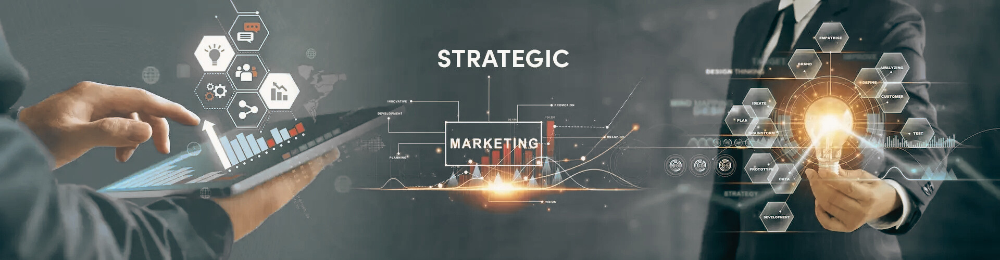 STRATEGIC
MARKETING
INNOVATIVE
DEVELOPMENT
PLANNING
PROMOTION
BRANDING
VISION
EMPATHISE
BRAND
ANALYZING
DESIGN THINKING
DEFINE
CUSTOMER
IDEATE
PLAN
BRAINSTORM
TEST
PROTOTYPE
DATA
STRATEGY
DEVELOPMENT